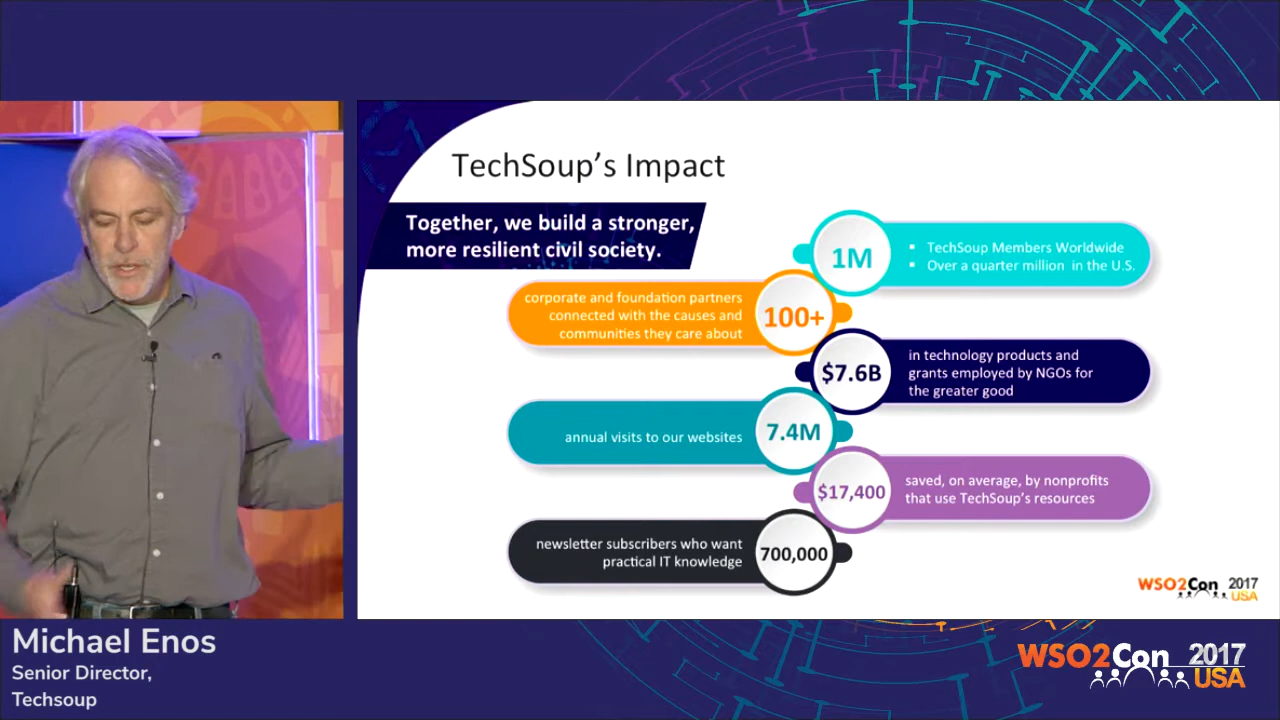 TechSoup's Impact
Together, we build a stronger,
more resilient civil society.
1M
▪ TechSoup Members Worldwide
▪ Over a quarter million in the U.S.
corporate and foundation partners
connected with the causes and
communities they care about
100+
$7.6B
in technology products and
grants employed by NGOs for
the greater good
annual visits to our websites
7.4M
$17,400
saved, on average, by nonprofits
that use TechSoup's resources
newsletter subscribers who want
practical IT knowledge
700,000
WSO2Con 2017
USA
Michael Enos
Senior Director,
Techsoup
WSO2Con 2017
USA